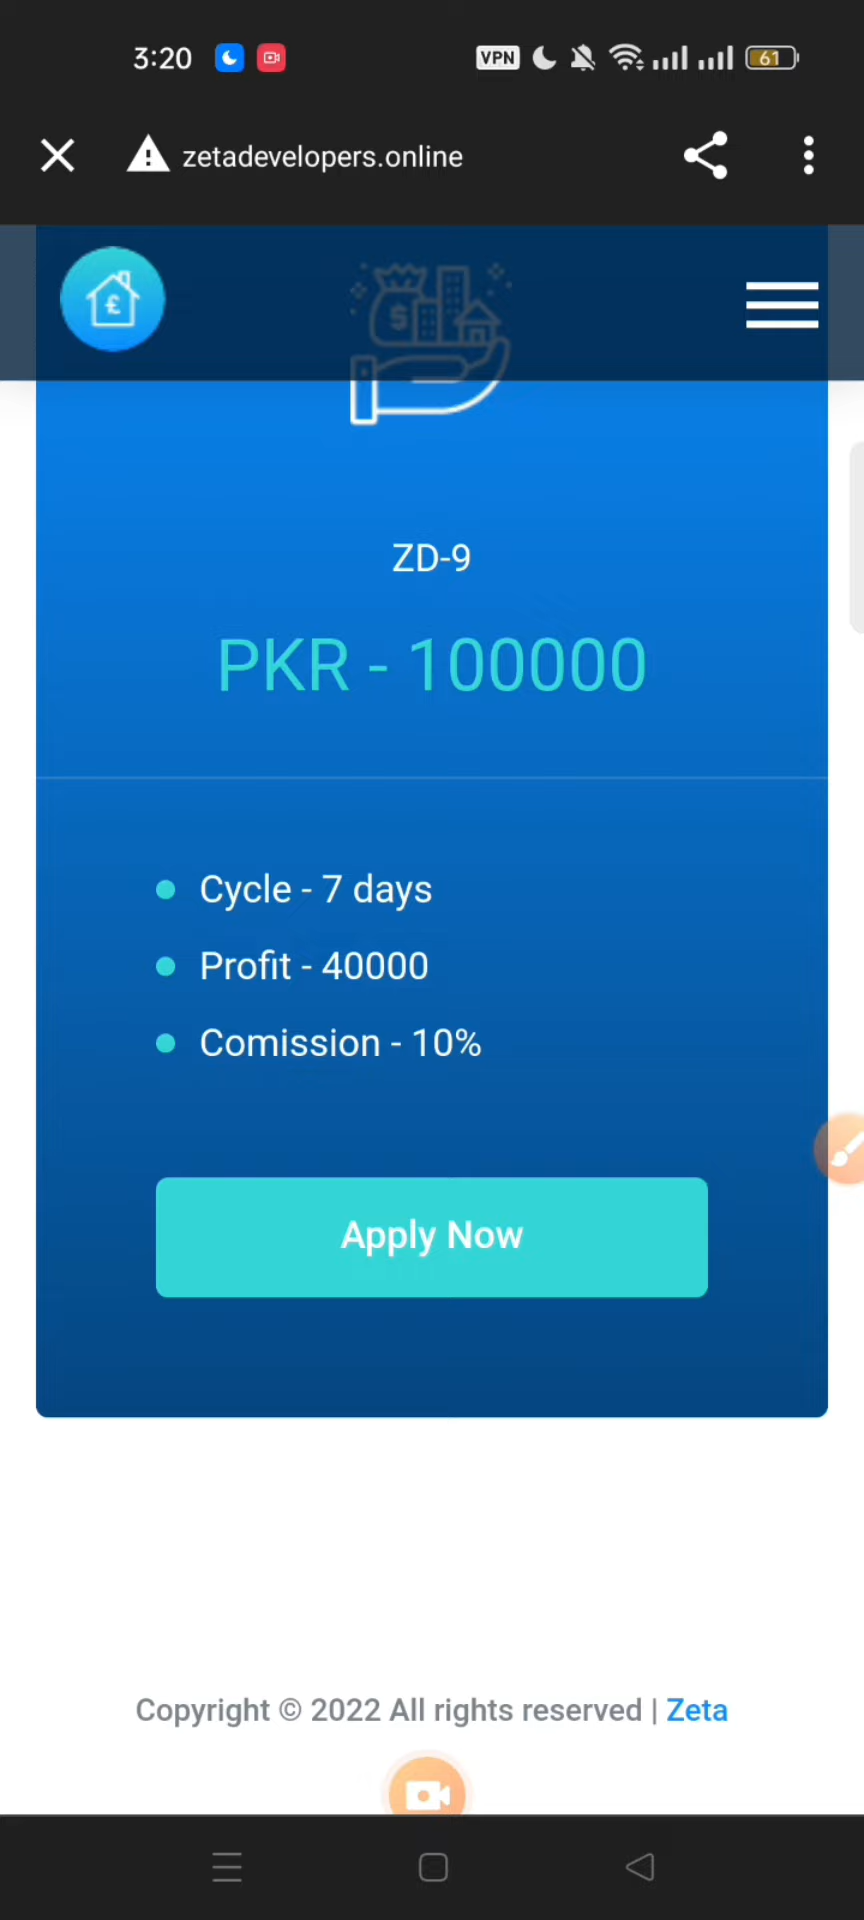 3:20
VPN
61
zetadevelopers.online
£
$
ZD-9
PKR - 100000
Cycle - 7 days
Profit - 40000
Comission - 10%
Apply Now
Copyright © 2022 All rights reserved | Zeta